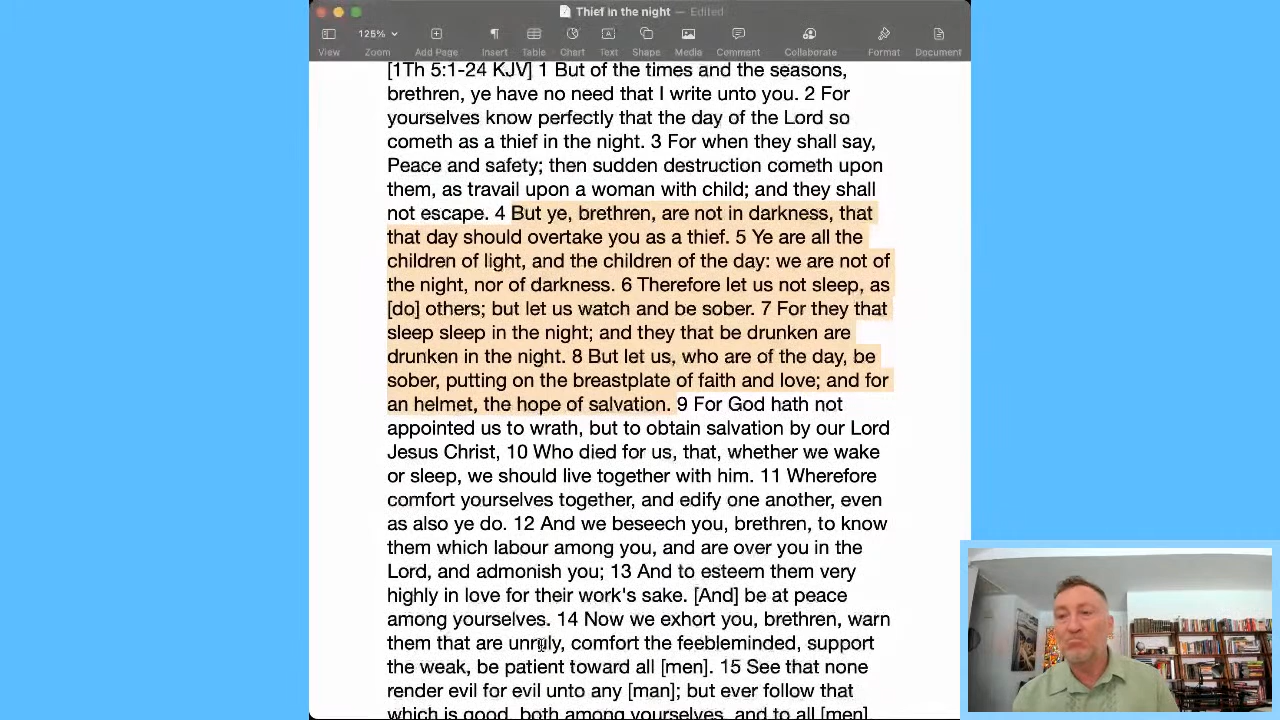 Thief in the night — Edited
125%
View Zoom Add Page Insert Table Chart Text Shape Media Comment Collaborate Format Document
[1Th 5:1-24 KJV] 1 But of the times and the seasons,
brethren, ye have no need that I write unto you. 2 For
yourselves know perfectly that the day of the Lord so
cometh as a thief in the night. 3 For when they shall say,
Peace and safety; then sudden destruction cometh upon
them, as travail upon a woman with child; and they shall
not escape. 4 But ye, brethren, are not in darkness, that
that day should overtake you as a thief. 5 Ye are all the
children of light, and the children of the day: we are not of
the night, nor of darkness. 6 Therefore let us not sleep, as
[do] others; but let us watch and be sober. 7 For they that
sleep sleep in the night; and they that be drunken are
drunken in the night. 8 But let us, who are of the day, be
sober, putting on the breastplate of faith and love; and for
an helmet, the hope of salvation. 9 For God hath not
appointed us to wrath, but to obtain salvation by our Lord
Jesus Christ, 10 Who died for us, that, whether we wake
or sleep, we should live together with him. 11 Wherefore
comfort yourselves together, and edify one another, even
as also ye do. 12 And we beseech you, brethren, to know
them which labour among you, and are over you in the
Lord, and admonish you; 13 And to esteem them very
highly in love for their work's sake. [And] be at peace
among yourselves. 14 Now we exhort you, brethren, warn
them that are unruly, comfort the feebleminded, support
the weak, be patient toward all [men]. 15 See that none
render evil for evil unto any [man]; but ever follow that
which is good, both among yourselves, and to all [men].